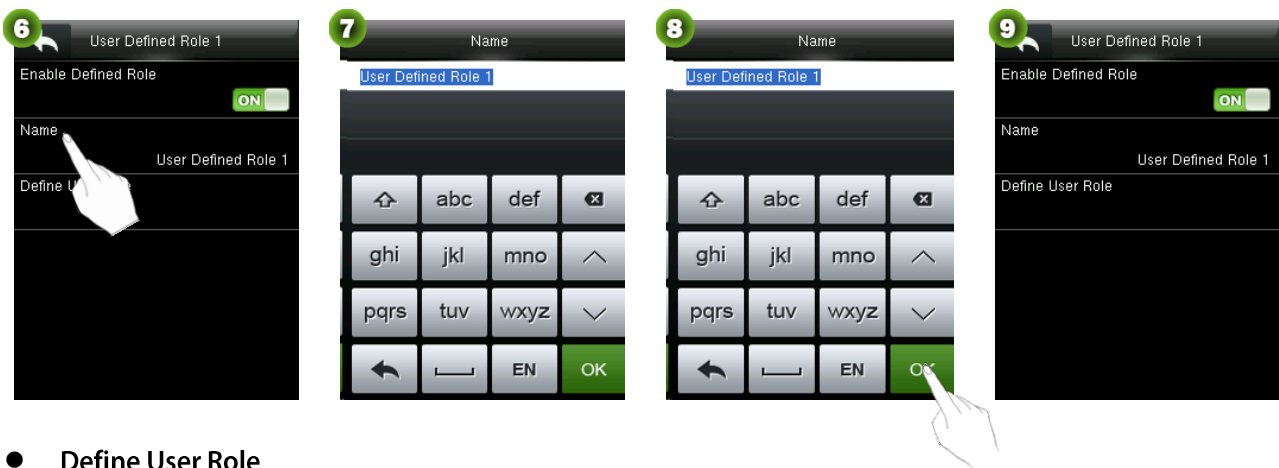 6
User Defined Role 1
Enable Defined Role
ON
Name
User Defined Role 1
Define U
7
Name
User Defined Role 1
abc
def
ghi
jkl
mno
pqrs
tuv
wxyz
EN
OK
8
Name
User Defined Role 1
abc
def
ghi
jkl
mno
pqrs
tuv
wxyz
EN
OK
9
User Defined Role 1
Enable Defined Role
ON
Name
User Defined Role 1
Define User Role
● Define User Role